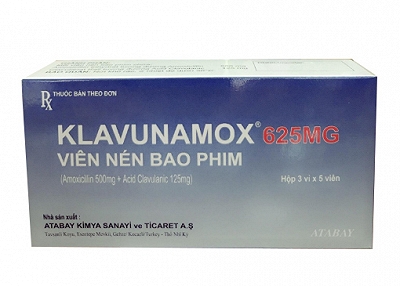 Rx THUỐC BÁN THEO ĐƠN
KLAVUNAMOX® 625MG
VIÊN NÉN BAO PHIM
(Amoxicillin 500mg + Acid Clavulanic 125mg)
Hộp 3 vỉ x 5 viên
Nhà sản xuất :
ATABAY KİMYA SANAYİ ve TİCARET A.Ş
ATABAY